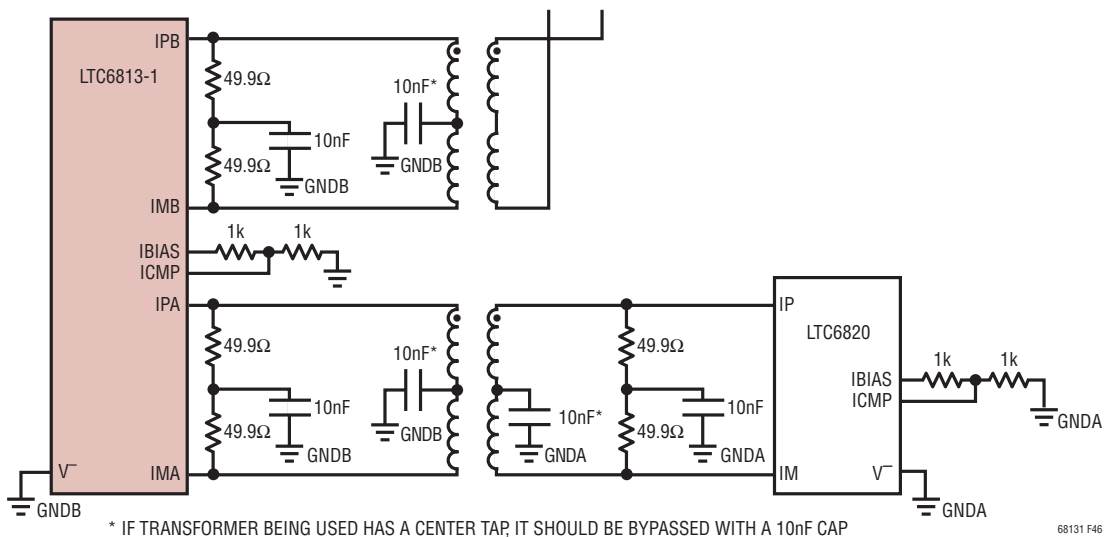 IPB
LTC6813-1
49.9Ω
10nF*
10nF
49.9Ω
GNDB
GNDB
IMB
1k 1k
IBIAS
ICMP
IPA
IP
LTC6820
49.9Ω
10nF*
49.9Ω
1k 1k
IBIAS
ICMP
10nF
10nF*
10nF
49.9Ω
GNDB
49.9Ω
GNDA
GNDB
GNDA
GNDA
V–
IMA
IM
V–
GNDB
GNDA
* IF TRANSFORMER BEING USED HAS A CENTER TAP, IT SHOULD BE BYPASSED WITH A 10nF CAP
68131 F46